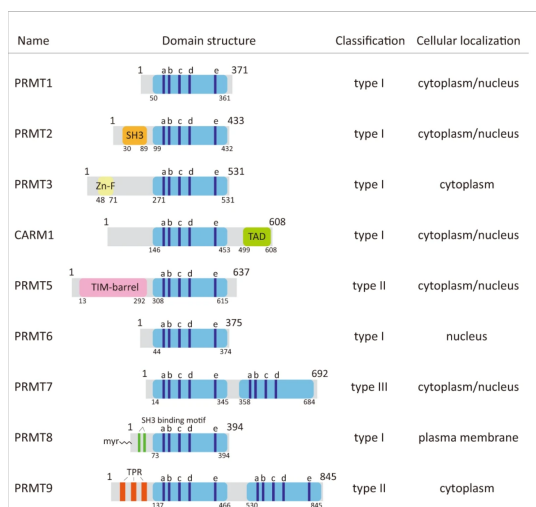 Name Domain structure Classification Cellular localization
1 a b c d e 371
PRMT1 type I cytoplasm/nucleus
50 361
1 a b c d e 433
PRMT2 SH3 type I cytoplasm/nucleus
30 89 99 432
1 a b c d e 531
PRMT3 Zn-F type I cytoplasm
48 71 271 531
1 a b c d e 608
CARM1 TAD type I cytoplasm/nucleus
146 453 499 608
1 a b c d e 637
PRMT5 TIM-barrel type II cytoplasm/nucleus
13 292 308 615
1 a b c d e 375
PRMT6 type I nucleus
44 374
1 a b c d e a b c d e 692
PRMT7 type III cytoplasm/nucleus
14 345 358 684
SH3 binding motif
1 a b c d e 394
PRMT8 myr type I plasma membrane
73 394
TPR
1 a b c d e a b c d e 845
PRMT9 type II cytoplasm
137 466 530 845